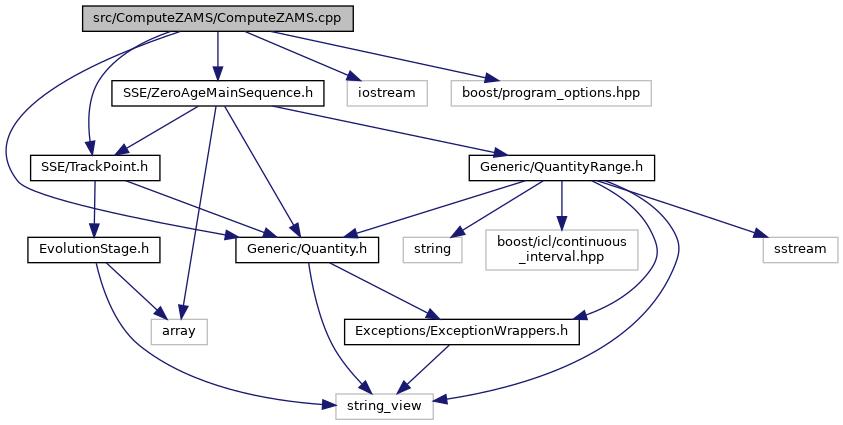 src/ComputeZAMS/ComputeZAMS.cpp
SSE/ZeroAgeMainSequence.h
iostream
boost/program_options.hpp
SSE/TrackPoint.h
Generic/QuantityRange.h
EvolutionStage.h
Generic/Quantity.h
string
boost/icl/continuous
_interval.hpp
sstream
array
Exceptions/ExceptionWrappers.h
string_view